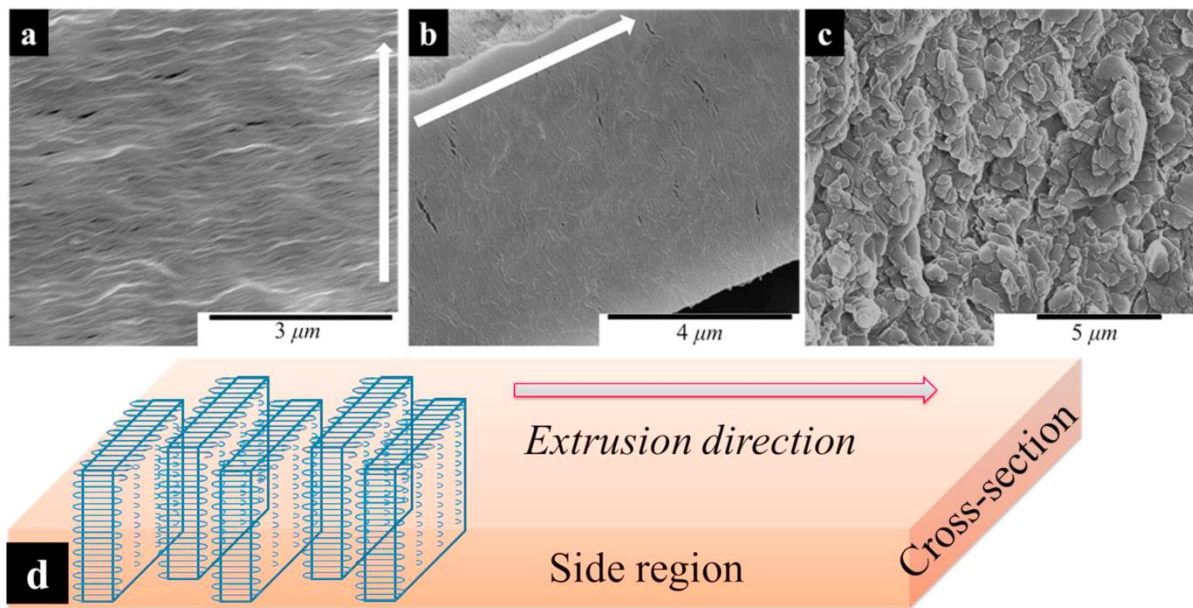 a
b
c
3 μm
4 μm
5 μm
Extrusion direction
Cross-section
Side region
d